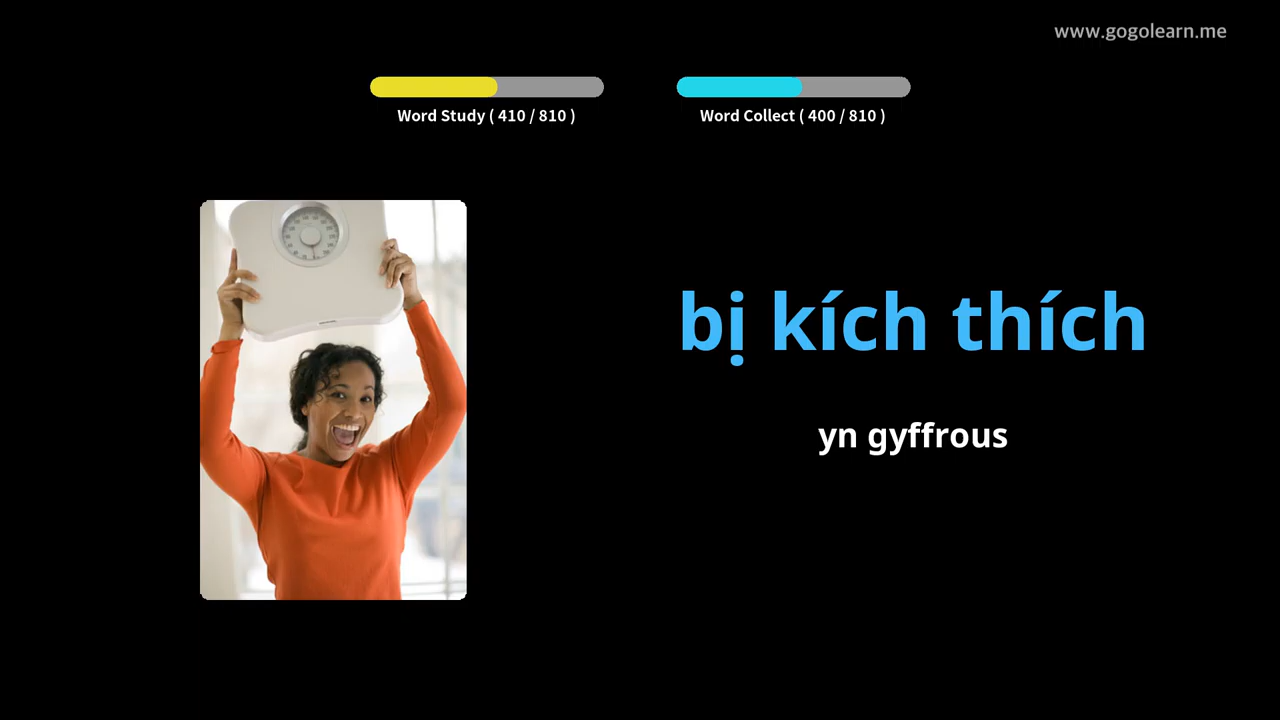 www.gogolearn.me
Word Study ( 410 / 810 )
Word Collect ( 400 / 810 )
bị kích thích
yn gyffrous